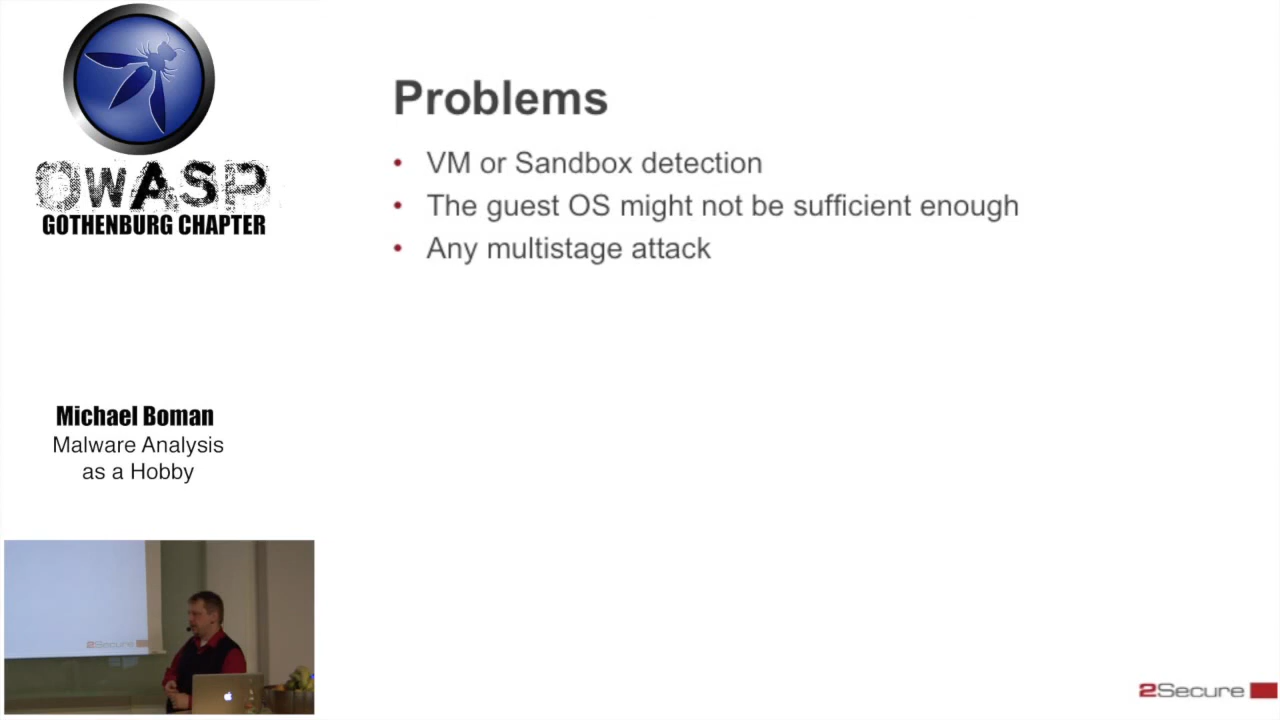 OWASP
GOTHENBURG CHAPTER
Michael Boman
Malware Analysis
as a Hobby
Problems
• VM or Sandbox detection
• The guest OS might not be sufficient enough
• Any multistage attack
2Secure
2Secure